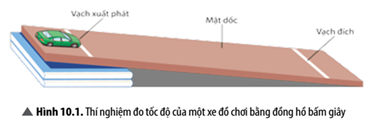 Vạch xuất phát
Mặt dốc
Vạch đích
▲ Hình 10.1. Thí nghiệm đo tốc độ của một xe đồ chơi bằng đồng hồ bấm giây